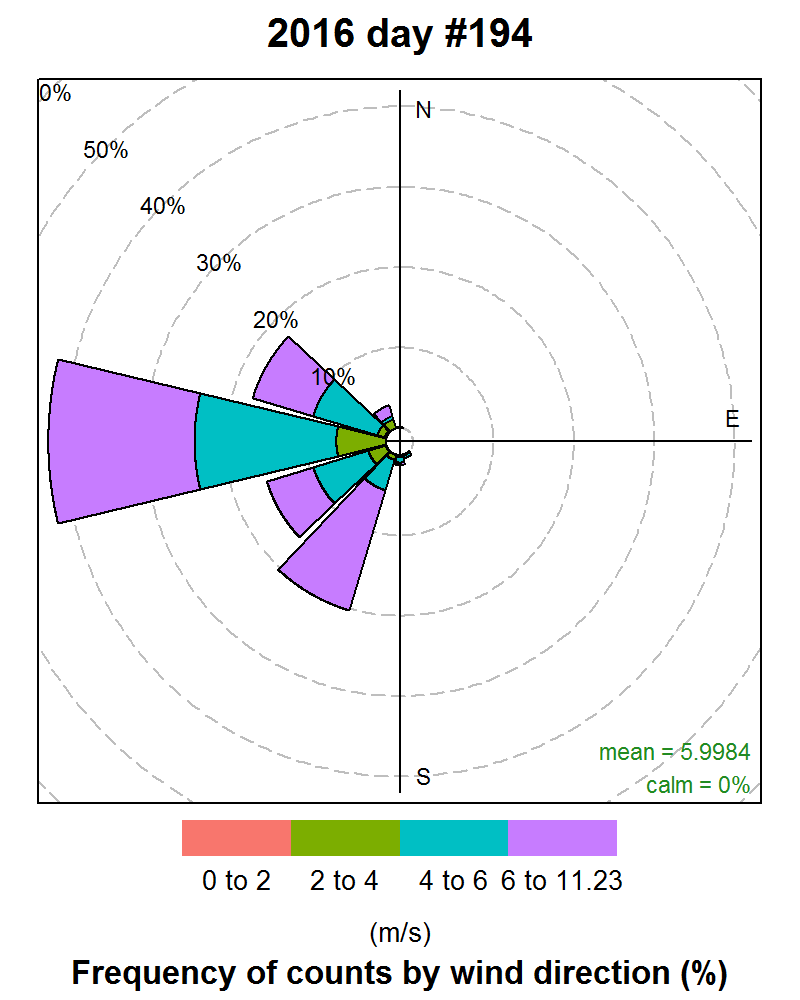 2016 day #194
0%
N
50%
40%
30%
20%
10%
E
S
mean = 5.9984
calm = 0%
0 to 2 2 to 4 4 to 6 6 to 11.23
(m/s)
Frequency of counts by wind direction (%)